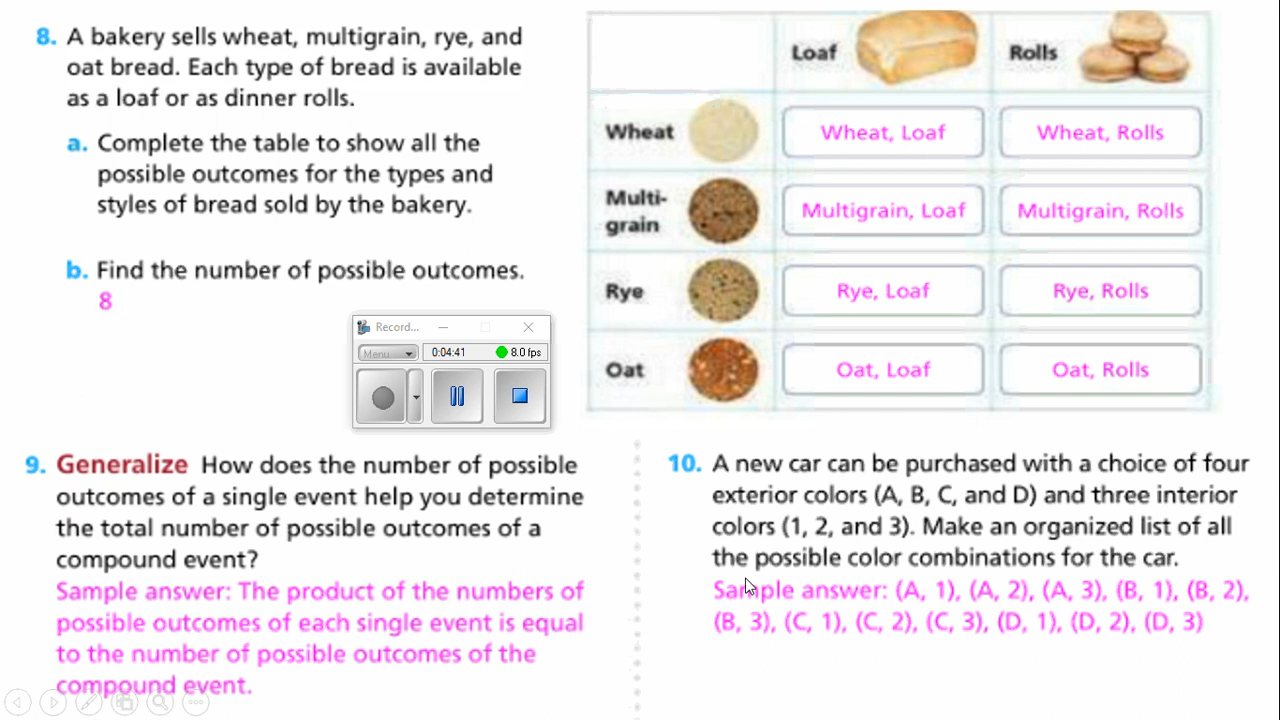 8. A bakery sells wheat, multigrain, rye, and
oat bread. Each type of bread is available
as a loaf or as dinner rolls.
a. Complete the table to show all the
possible outcomes for the types and
styles of bread sold by the bakery.
b. Find the number of possible outcomes.
8
Loaf Rolls
Wheat Wheat, Loaf Wheat, Rolls
Multi-
grain Multigrain, Loaf Multigrain, Rolls
Rye Rye, Loaf Rye, Rolls
Oat Oat, Loaf Oat, Rolls
Record...
Menu 0:04:41 8.0 fps
9. Generalize How does the number of possible
outcomes of a single event help you determine
the total number of possible outcomes of a
compound event?
Sample answer: The product of the numbers of
possible outcomes of each single event is equal
to the number of possible outcomes of the
compound event.
10. A new car can be purchased with a choice of four
exterior colors (A, B, C, and D) and three interior
colors (1, 2, and 3). Make an organized list of all
the possible color combinations for the car.
Sample answer: (A, 1), (A, 2), (A, 3), (B, 1), (B, 2),
(B, 3), (C, 1), (C, 2), (C, 3), (D, 1), (D, 2), (D, 3)